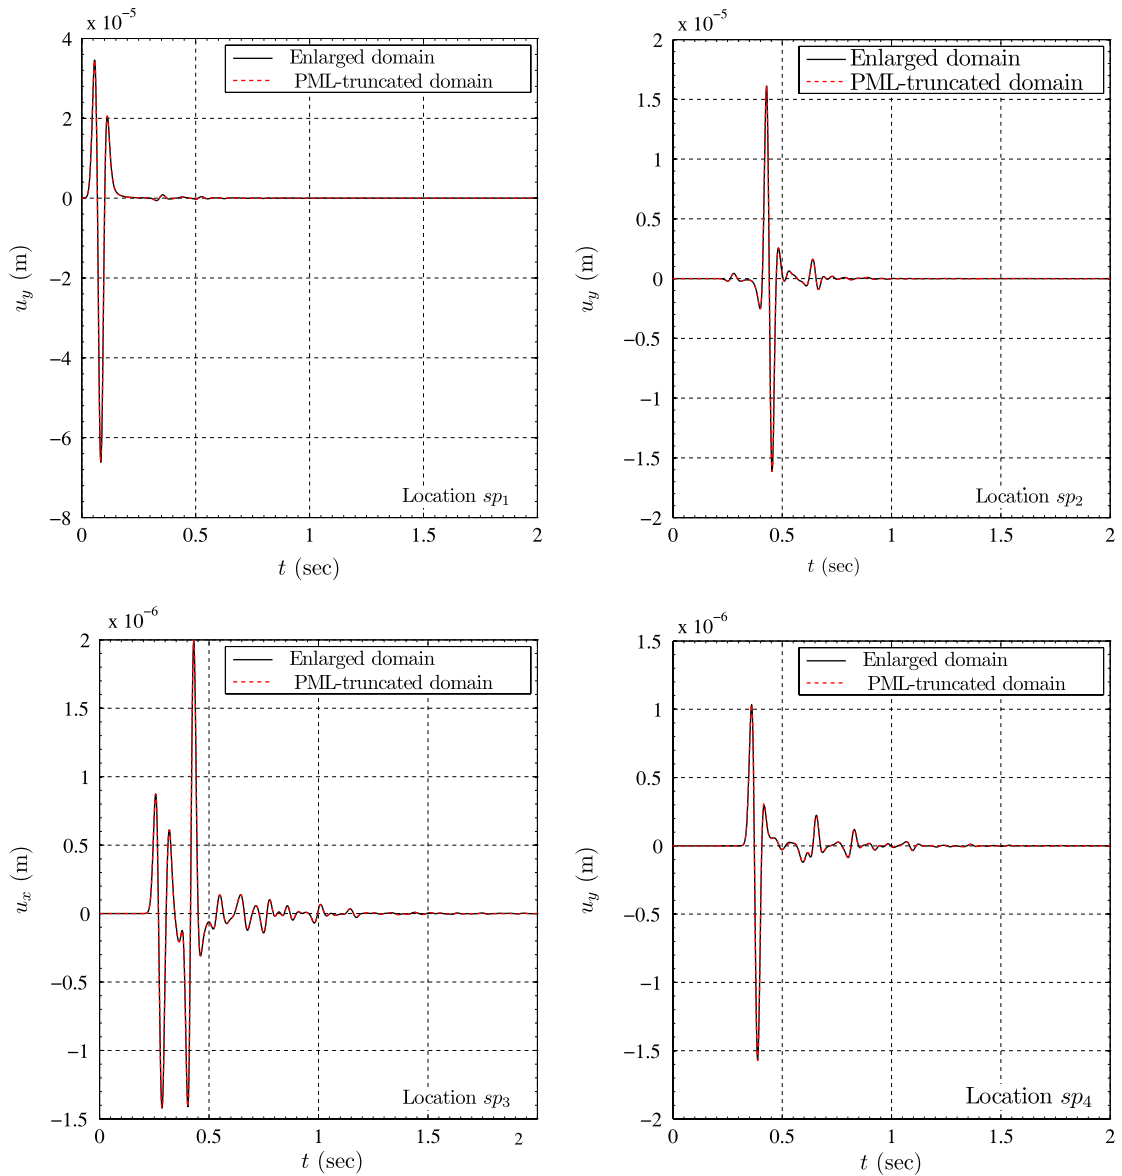 x 10⁻⁵
4
2
0
−2
−4
−6
−8
0
0.5
1
1.5
2
u_y (m)
t (sec)
Enlarged domain
PML-truncated domain
Location sp₁
x 10⁻⁵
2
1.5
1
0.5
0
−0.5
−1
−1.5
−2
0
0.5
1
1.5
2
u_y (m)
t (sec)
Enlarged domain
PML-truncated domain
Location sp₂
x 10⁻⁶
2
1.5
1
0.5
0
−0.5
−1
−1.5
0
0.5
1
1.5
2
u_x (m)
t (sec)
Enlarged domain
PML-truncated domain
Location sp₃
x 10⁻⁶
1.5
1
0.5
0
−0.5
−1
−1.5
−2
0
0.5
1
1.5
2
u_y (m)
t (sec)
Enlarged domain
PML-truncated domain
Location sp₄